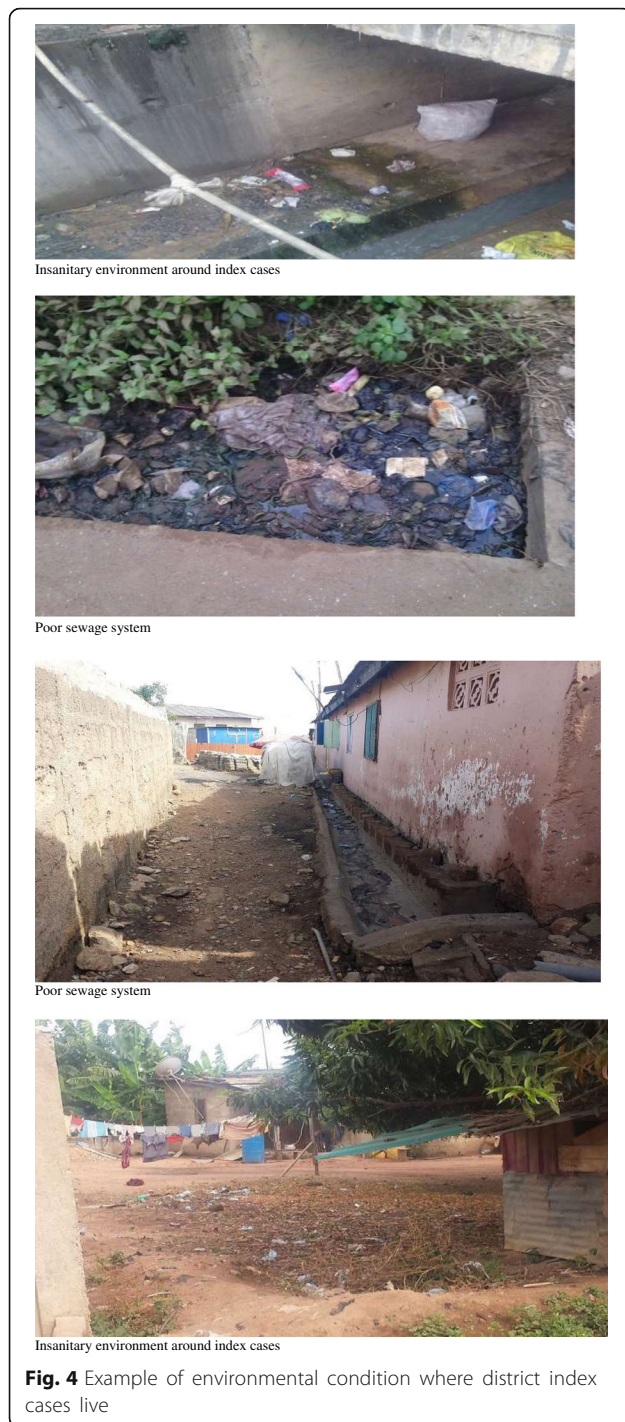 Insanitary environment around index cases
Poor sewage system
Poor sewage system
Insanitary environment around index cases
Fig. 4 Example of environmental condition where district index
cases live